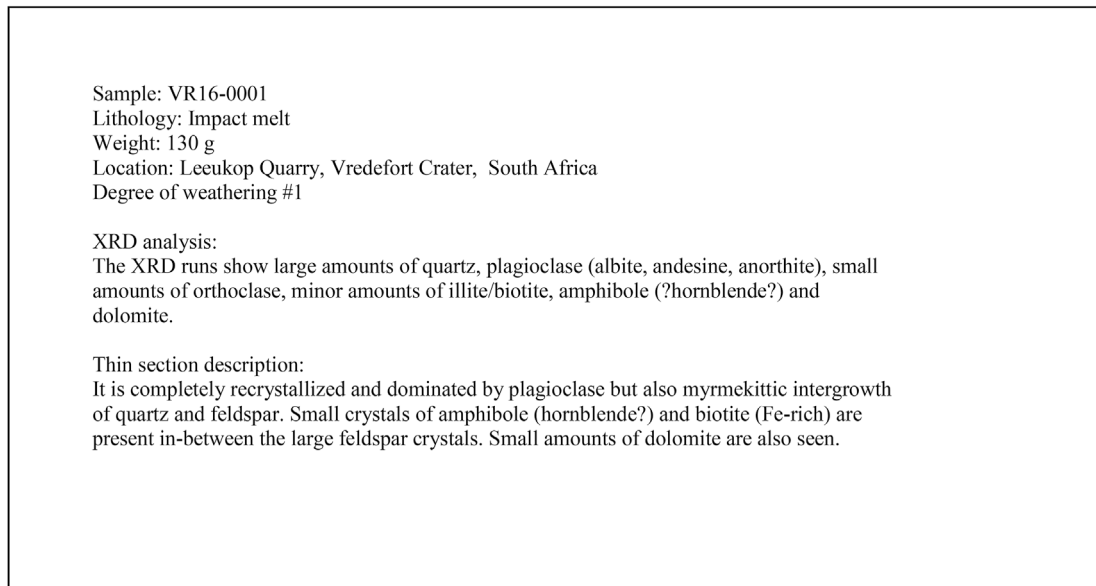 Sample: VR16-0001
Lithology: Impact melt
Weight: 130 g
Location: Leeukop Quarry, Vredefort Crater,  South Africa
Degree of weathering #1
XRD analysis:
The XRD runs show large amounts of quartz, plagioclase (albite, andesine, anorthite), small
amounts of orthoclase, minor amounts of illite/biotite, amphibole (?hornblende?) and
dolomite.
Thin section description:
It is completely recrystallized and dominated by plagioclase but also myrmekittic intergrowth
of quartz and feldspar. Small crystals of amphibole (hornblende?) and biotite (Fe-rich) are
present in-between the large feldspar crystals. Small amounts of dolomite are also seen.